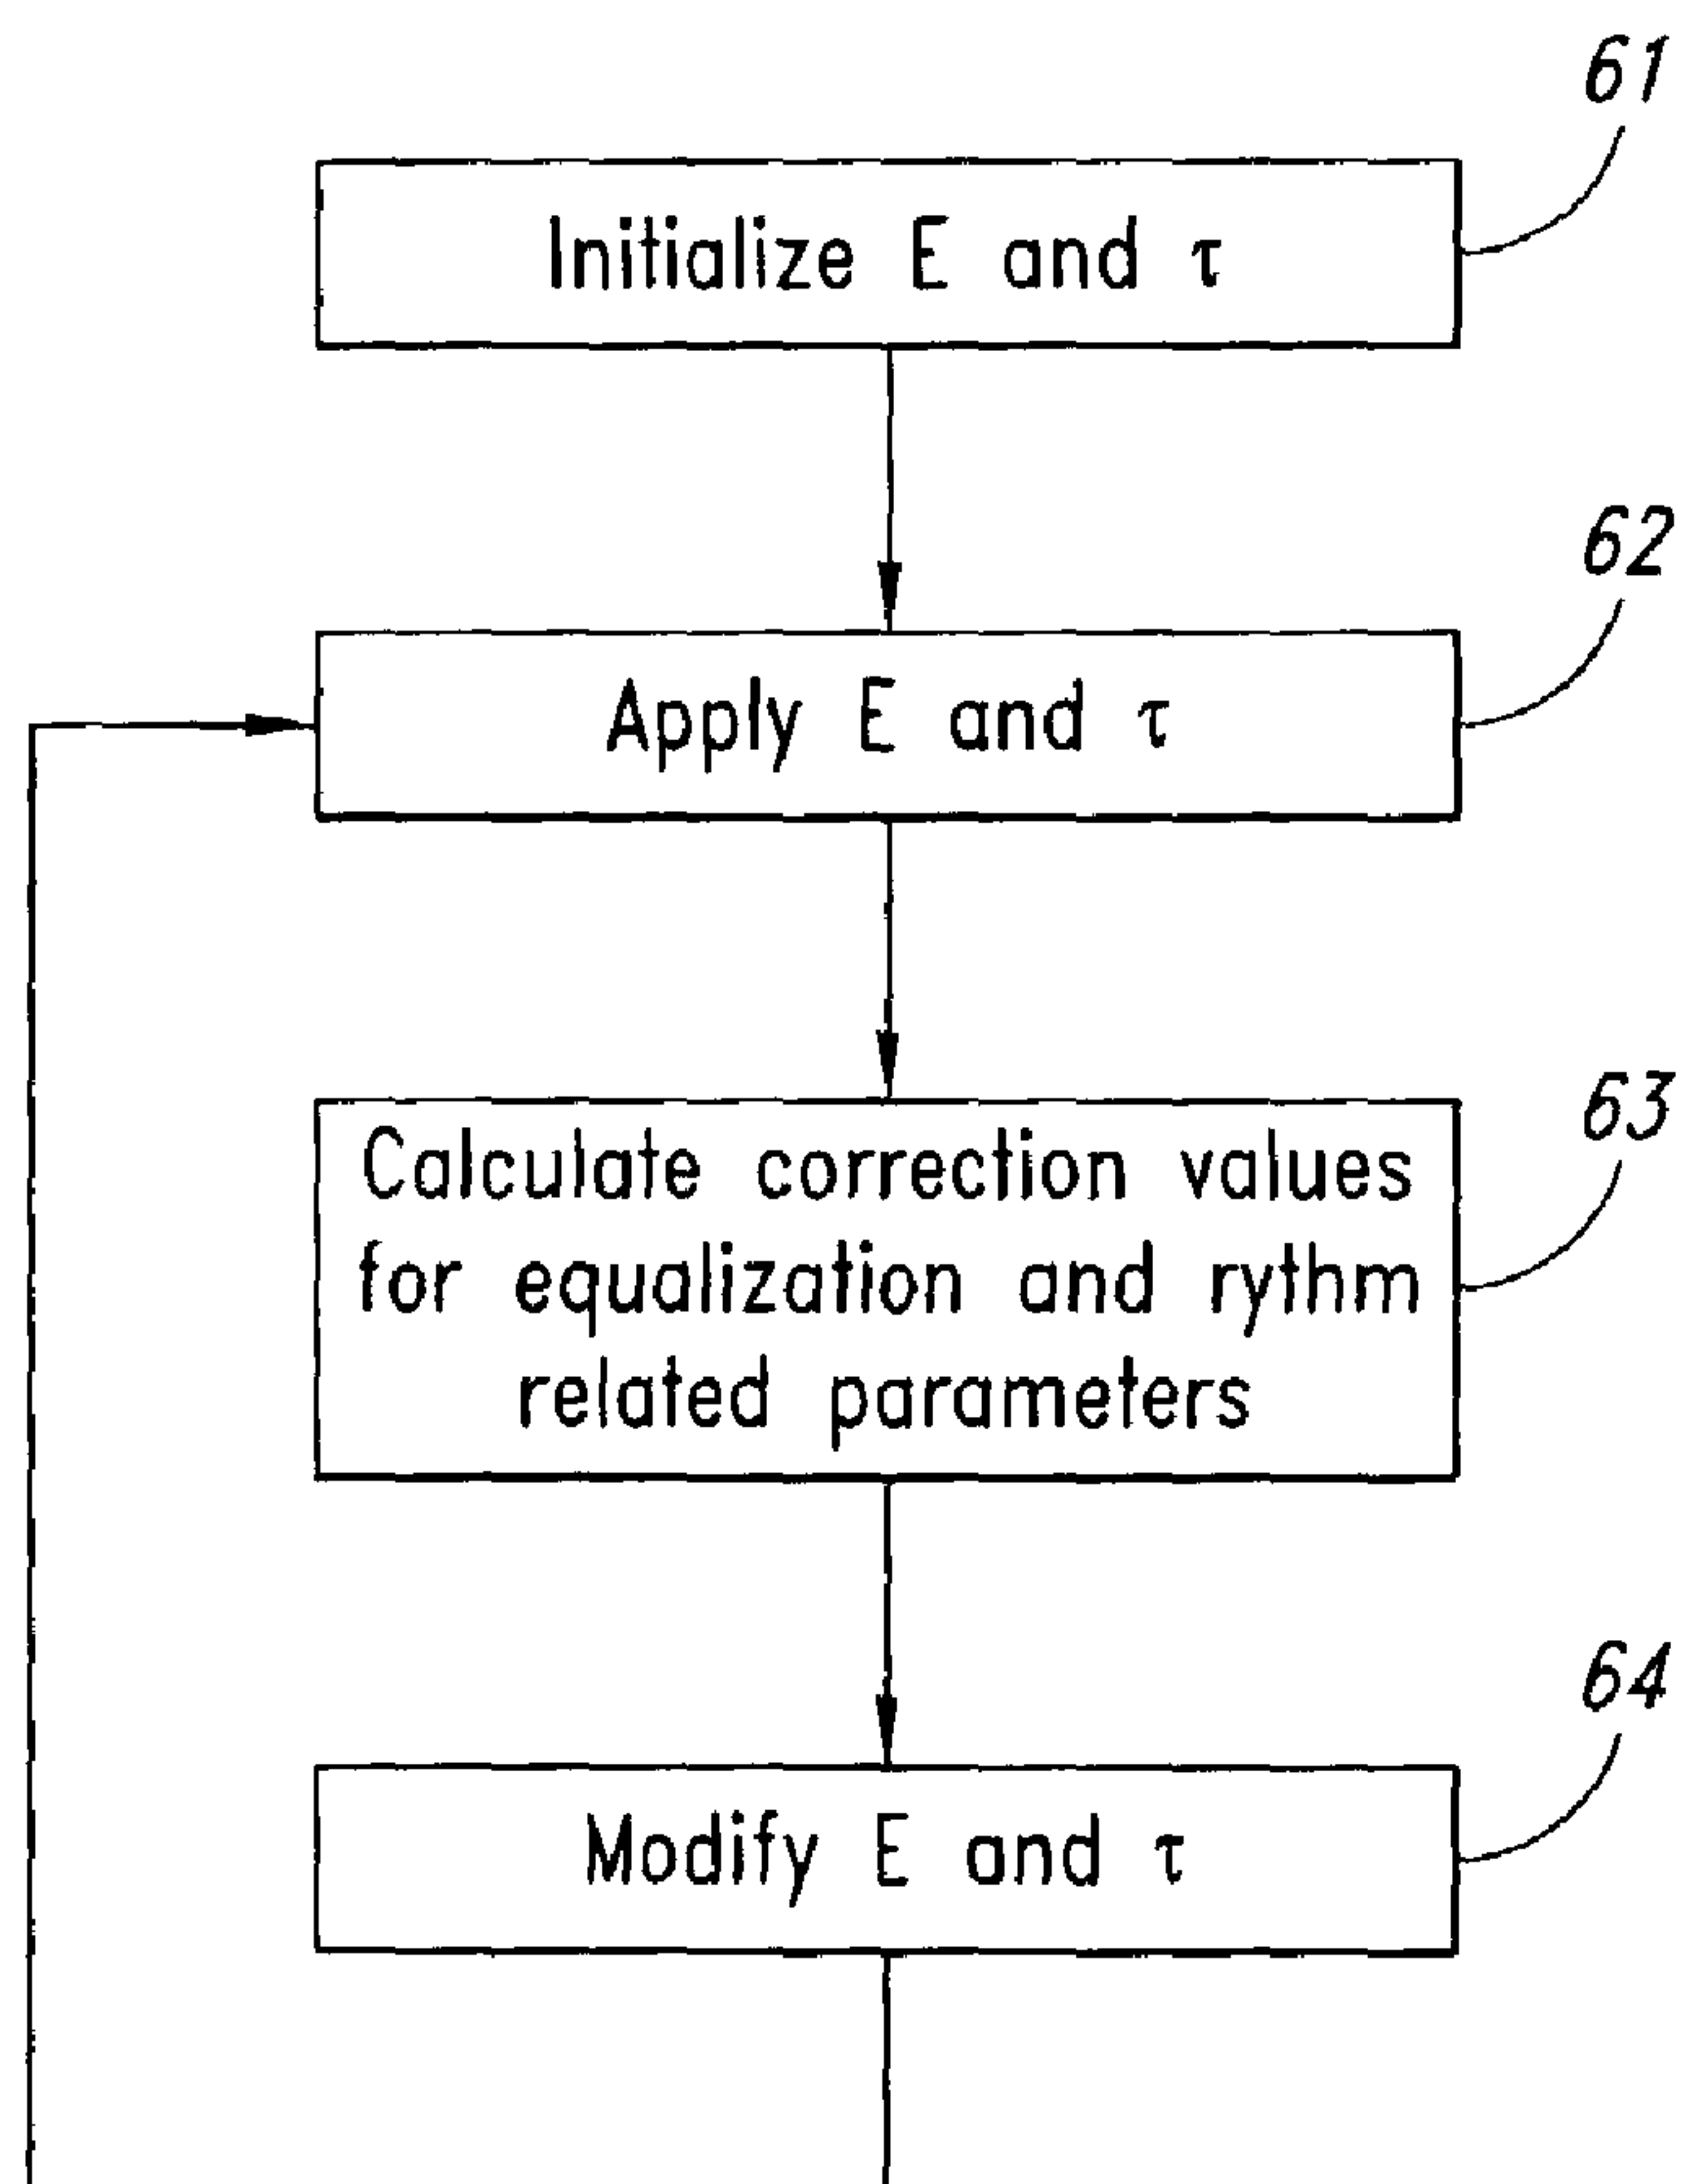 61
Initialize E and τ
62
Apply E and τ
63
Calculate correction values
for equalization and rythm
related parameters
64
Modify E and τ